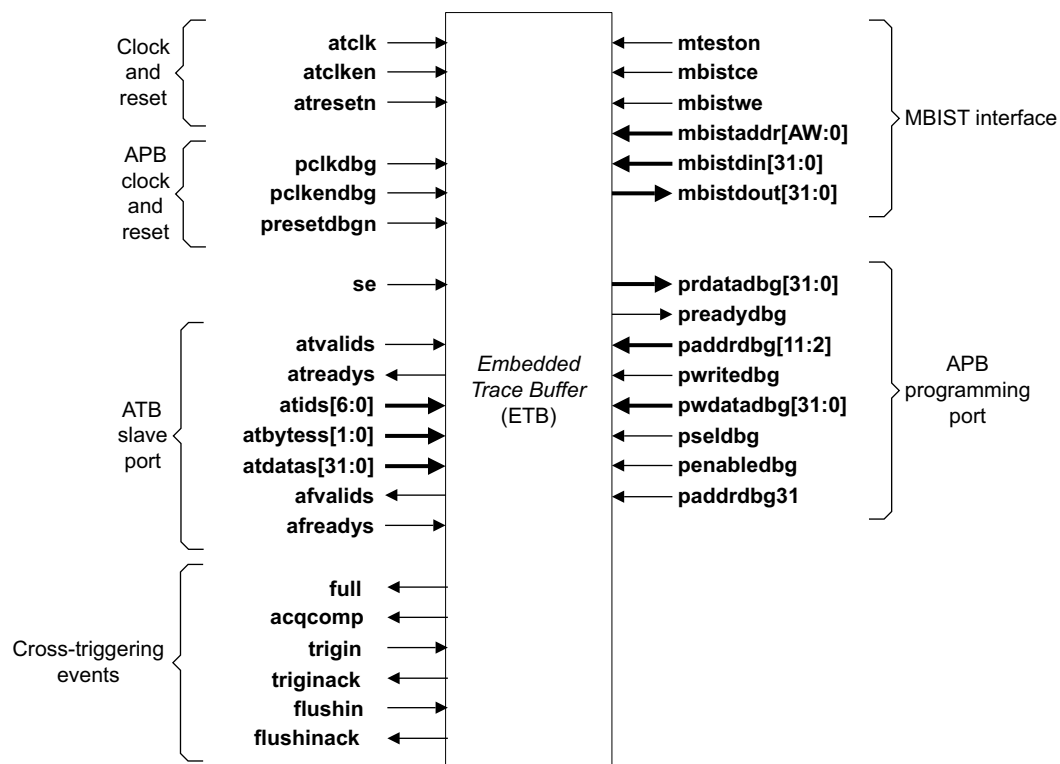 Clock
and
reset
atclk
atclken
atresetn
APB
clock
and
reset
pclkdbg
pclkendbg
presetdbgn
se
ATB
slave
port
atvalids
atreadys
atids[6:0]
atbytess[1:0]
atdatas[31:0]
afvalids
afreadys
Cross-triggering
events
full
acqcomp
trigin
triginack
flushin
flushinack
Embedded
Trace Buffer
(ETB)
mteston
mbistce
mbistwe
mbistaddr[AW:0]
mbistdin[31:0]
mbistdout[31:0]
MBIST interface
prdatadbg[31:0]
preadydbg
paddrdbg[11:2]
pwritedbg
pwdatadbg[31:0]
pseldbg
penabledbg
paddrdbg31
APB
programming
port